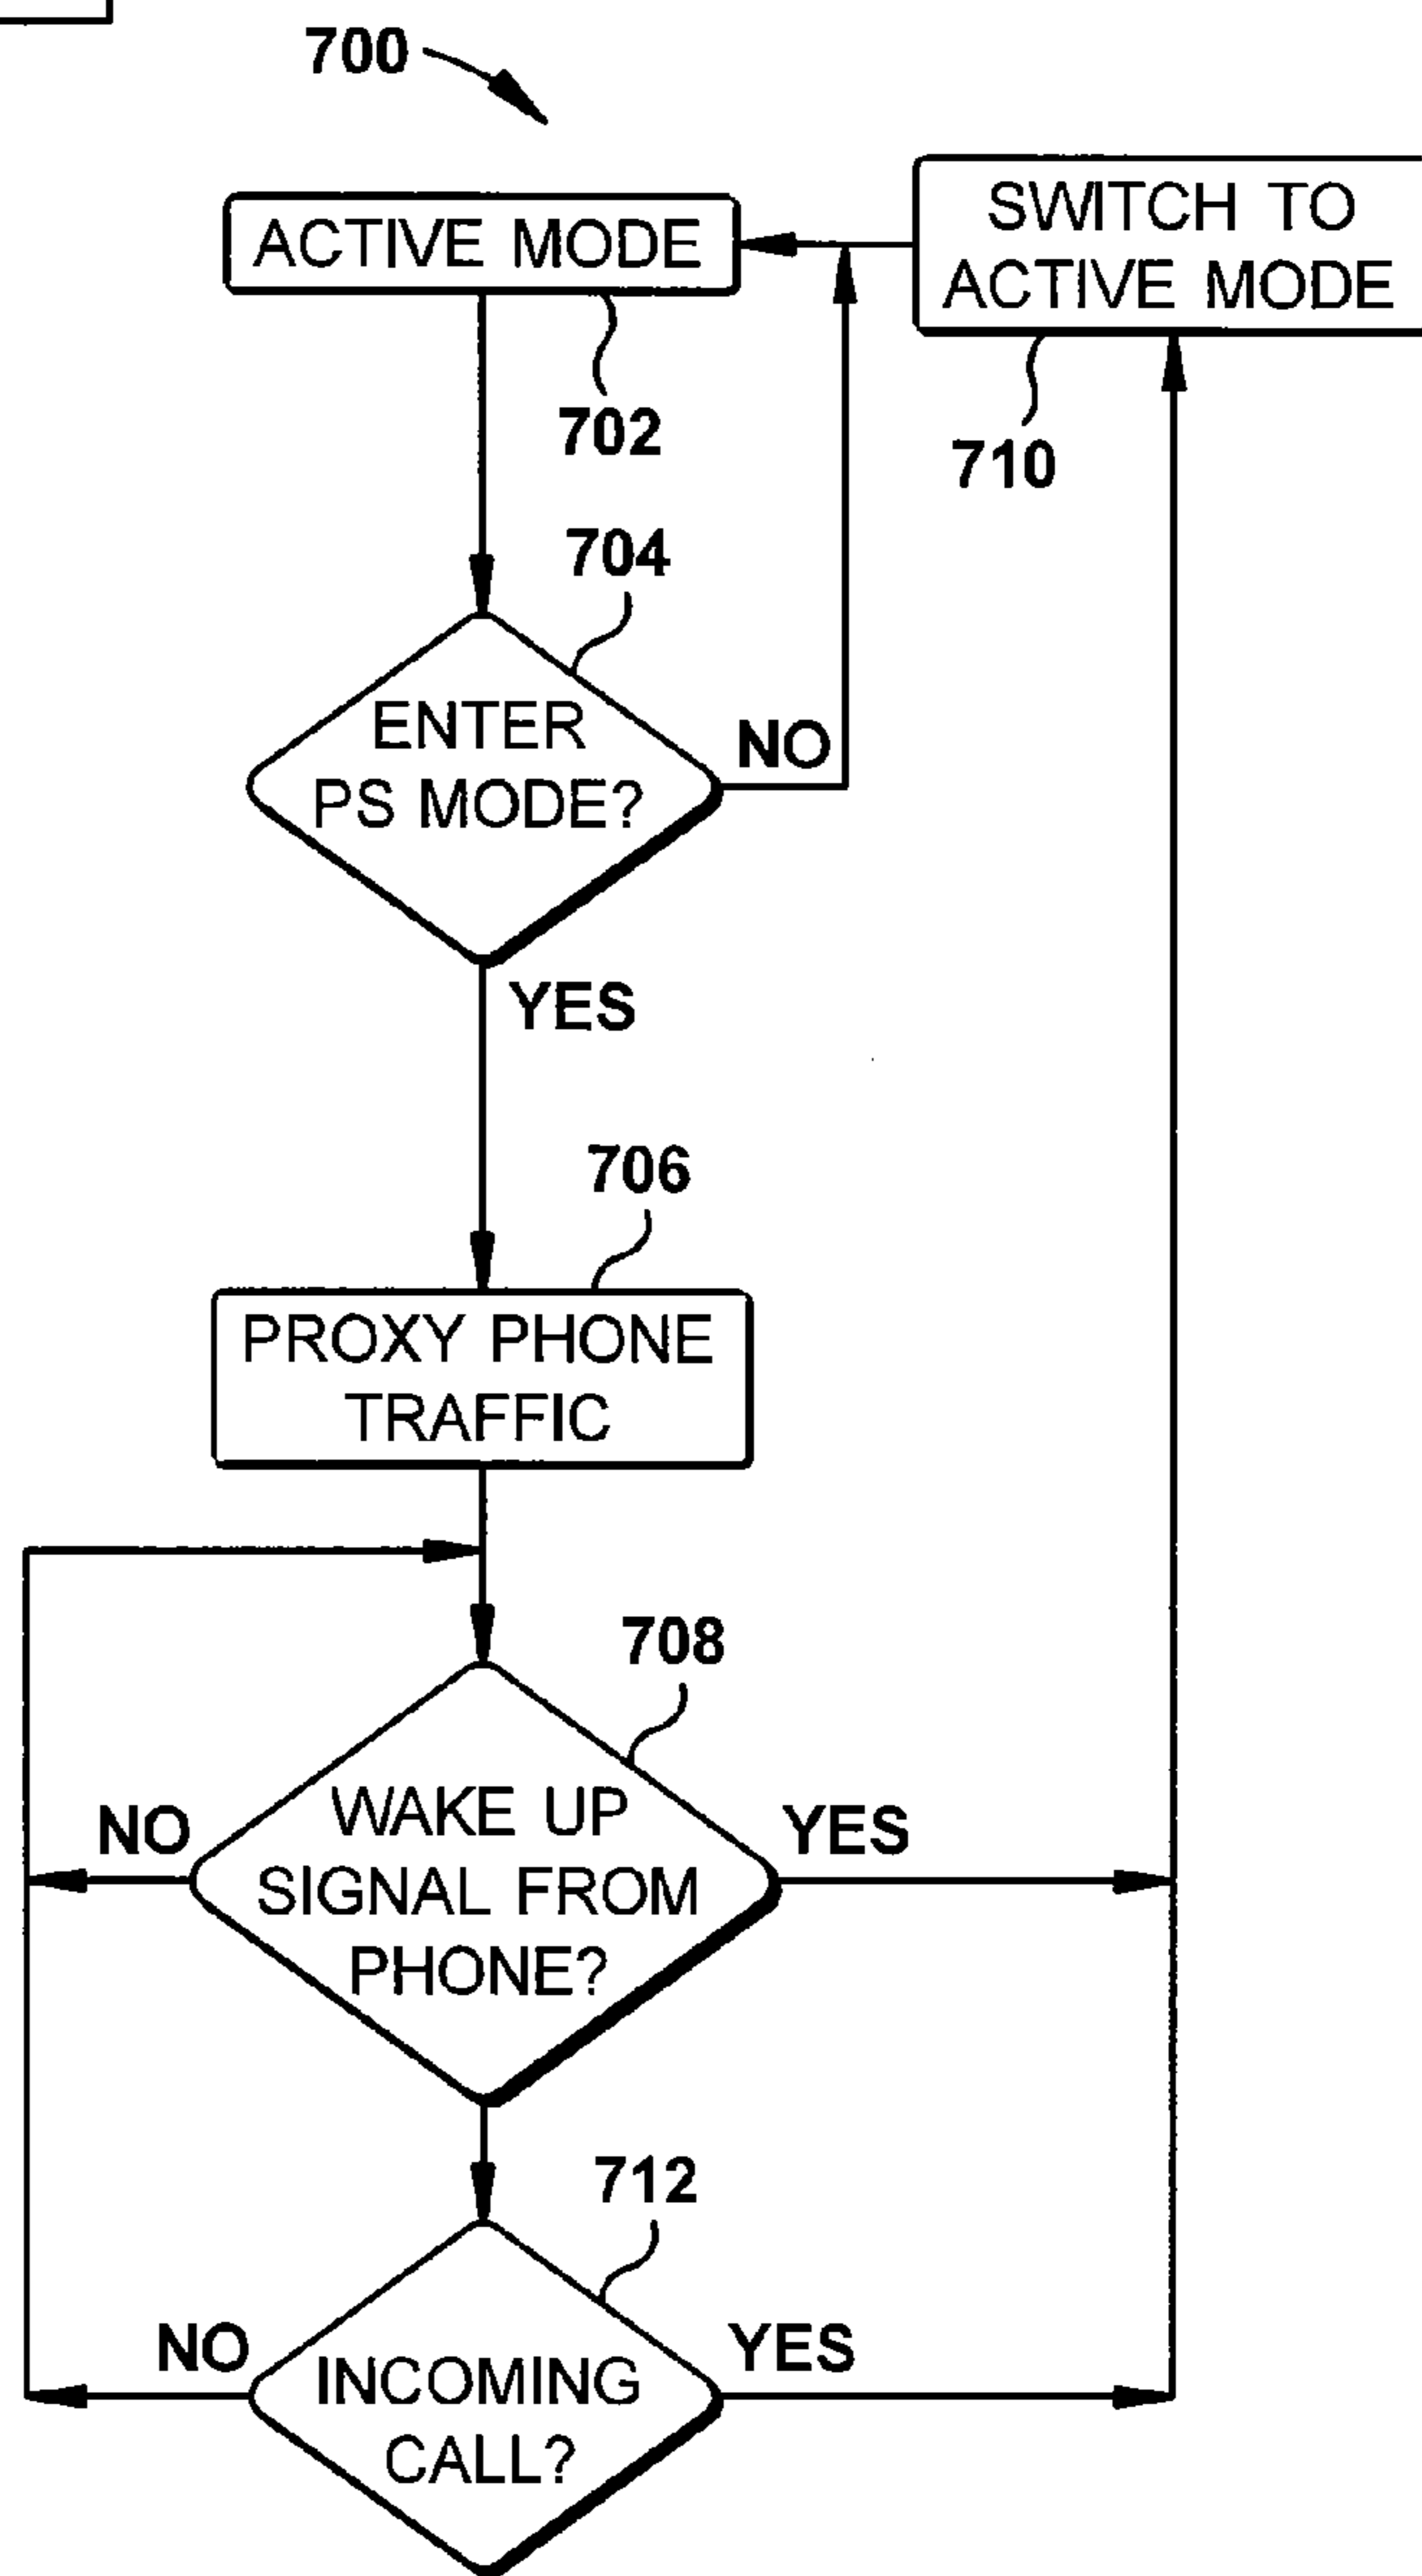 700
ACTIVE MODE
SWITCH TO
ACTIVE MODE
702
710
704
ENTER
PS MODE?
NO
YES
706
PROXY PHONE
TRAFFIC
708
WAKE UP
SIGNAL FROM
PHONE?
NO
YES
712
INCOMING
CALL?
NO
YES